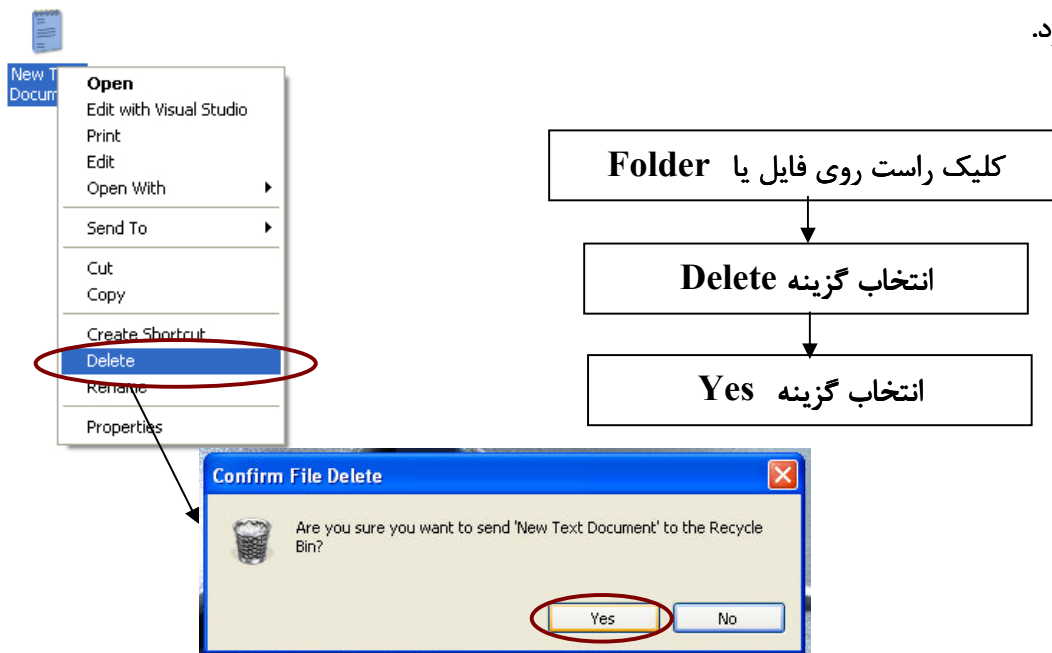 New T
Docum
Open
Edit with Visual Studio
Print
Edit
Open With
Send To
Cut
Copy
Create Shortcut
Delete
Rename
Properties
کلیک راست روی فایل یا Folder
انتخاب گزینه Delete
انتخاب گزینه Yes
Confirm File Delete
Are you sure you want to send 'New Text Document' to the Recycle
Bin?
Yes No